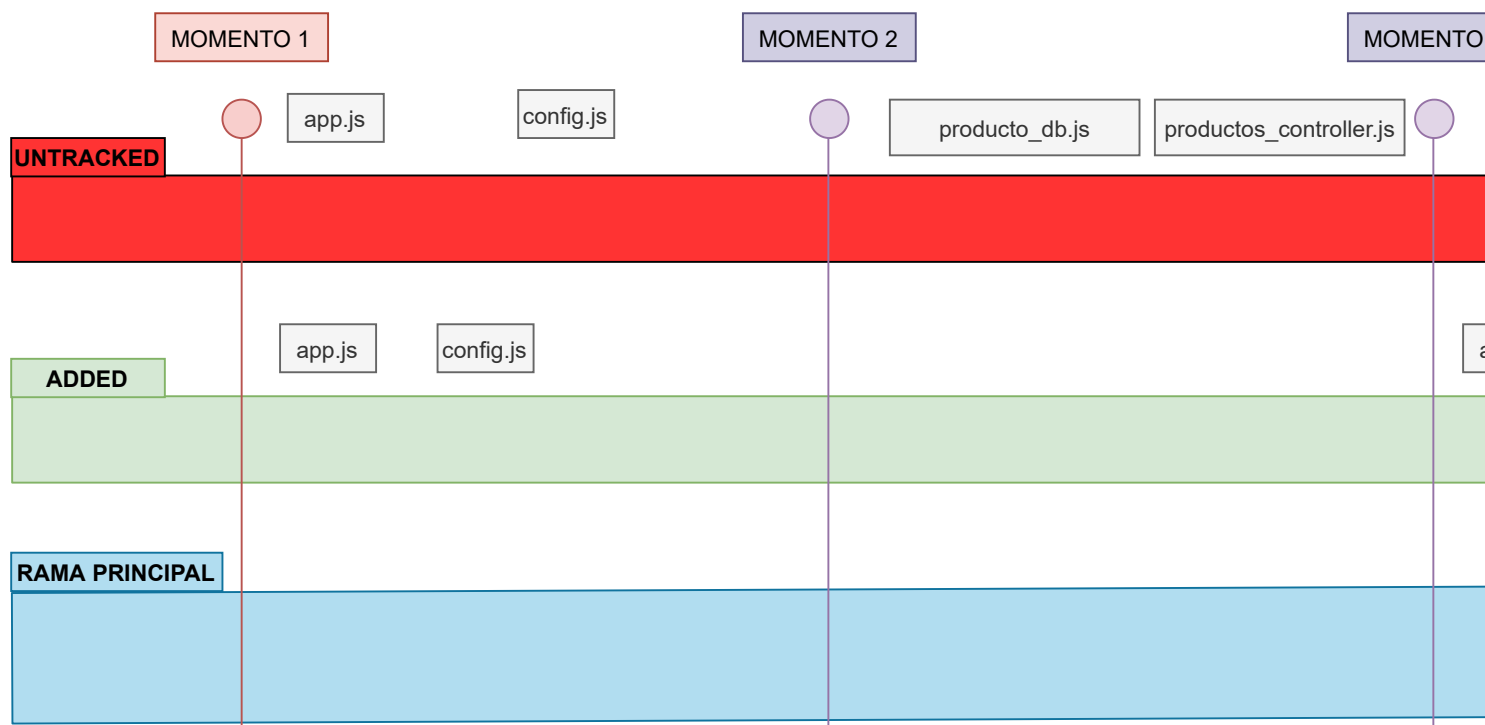 MOMENTO 1
MOMENTO 2
MOMENTO
app.js
config.js
producto_db.js
productos_controller.js
UNTRACKED
app.js
config.js
a
ADDED
RAMA PRINCIPAL